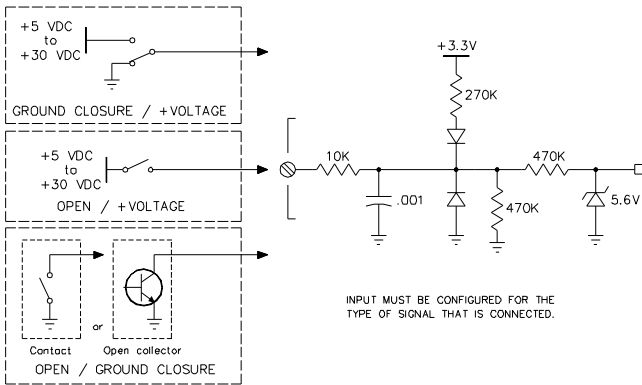 +5 VDC
to
+30 VDC
GROUND CLOSURE / +VOLTAGE
+5 VDC
to
+30 VDC
OPEN / +VOLTAGE
or
Contact
Open collector
OPEN / GROUND CLOSURE
+3.3V
270K
10K
470K
.001
470K
5.6V
INPUT MUST BE CONFIGURED FOR THE
TYPE OF SIGNAL THAT IS CONNECTED.